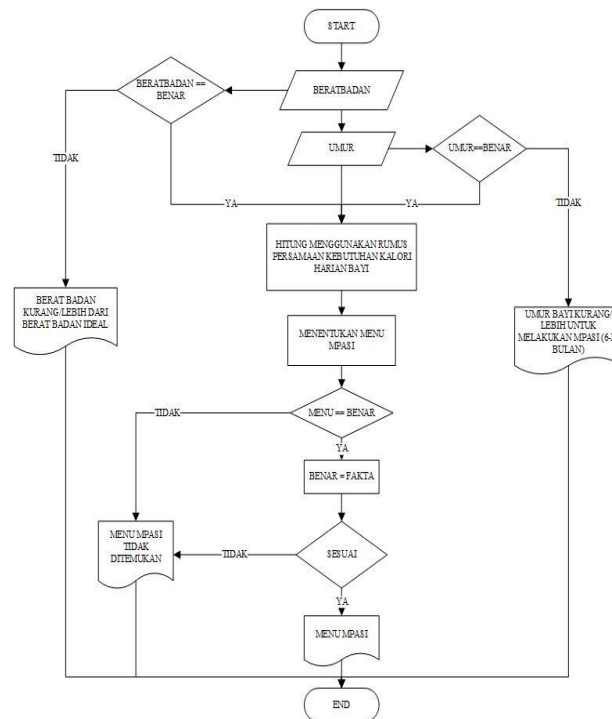 START
BERATBADAN ==
BENAR
BERATBADAN
UMUR
UMUR==BENAR
TIDAK
TIDAK
YA
YA
HITUNG MENGGUNAKAN RUMUS
PERSAMAAN KEBUTUHAN KALORI
HARIAN BAYI
BERAT BADAN
KURANG/LEBIH DARI
BERAT BADAN IDEAL
UMUR BAYI KURANG/
LEBIH UNTUK
MELAKUKAN MPASI (6-
BULAN)
MENENTUKAN MENU
MPASI
TIDAK
MENU == BENAR
YA
BENAR = FAKTA
MENU MPASI
TIDAK
DITEMUKAN
TIDAK
SESUAI
YA
MENU MPASI
END